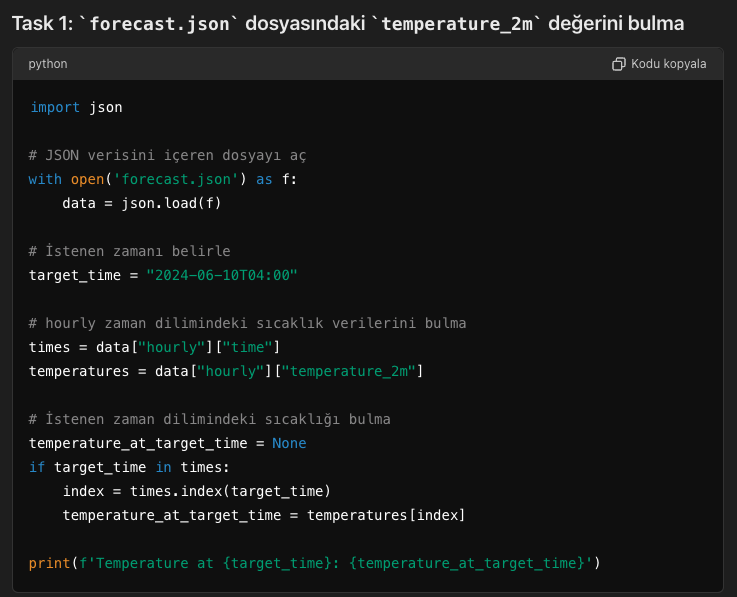 Task 1: `forecast.json` dosyasındaki `temperature_2m` değerini bulma
python
Kodu kopyala
import json
# JSON verisini içeren dosyayı aç
with open('forecast.json') as f:
    data = json.load(f)
# İstenen zamanı belirle
target_time = "2024-06-10T04:00"
# hourly zaman dilimindeki sıcaklık verilerini bulma
times = data["hourly"]["time"]
temperatures = data["hourly"]["temperature_2m"]
# İstenen zaman dilimindeki sıcaklığı bulma
temperature_at_target_time = None
if target_time in times:
    index = times.index(target_time)
    temperature_at_target_time = temperatures[index]
print(f'Temperature at {target_time}: {temperature_at_target_time}')